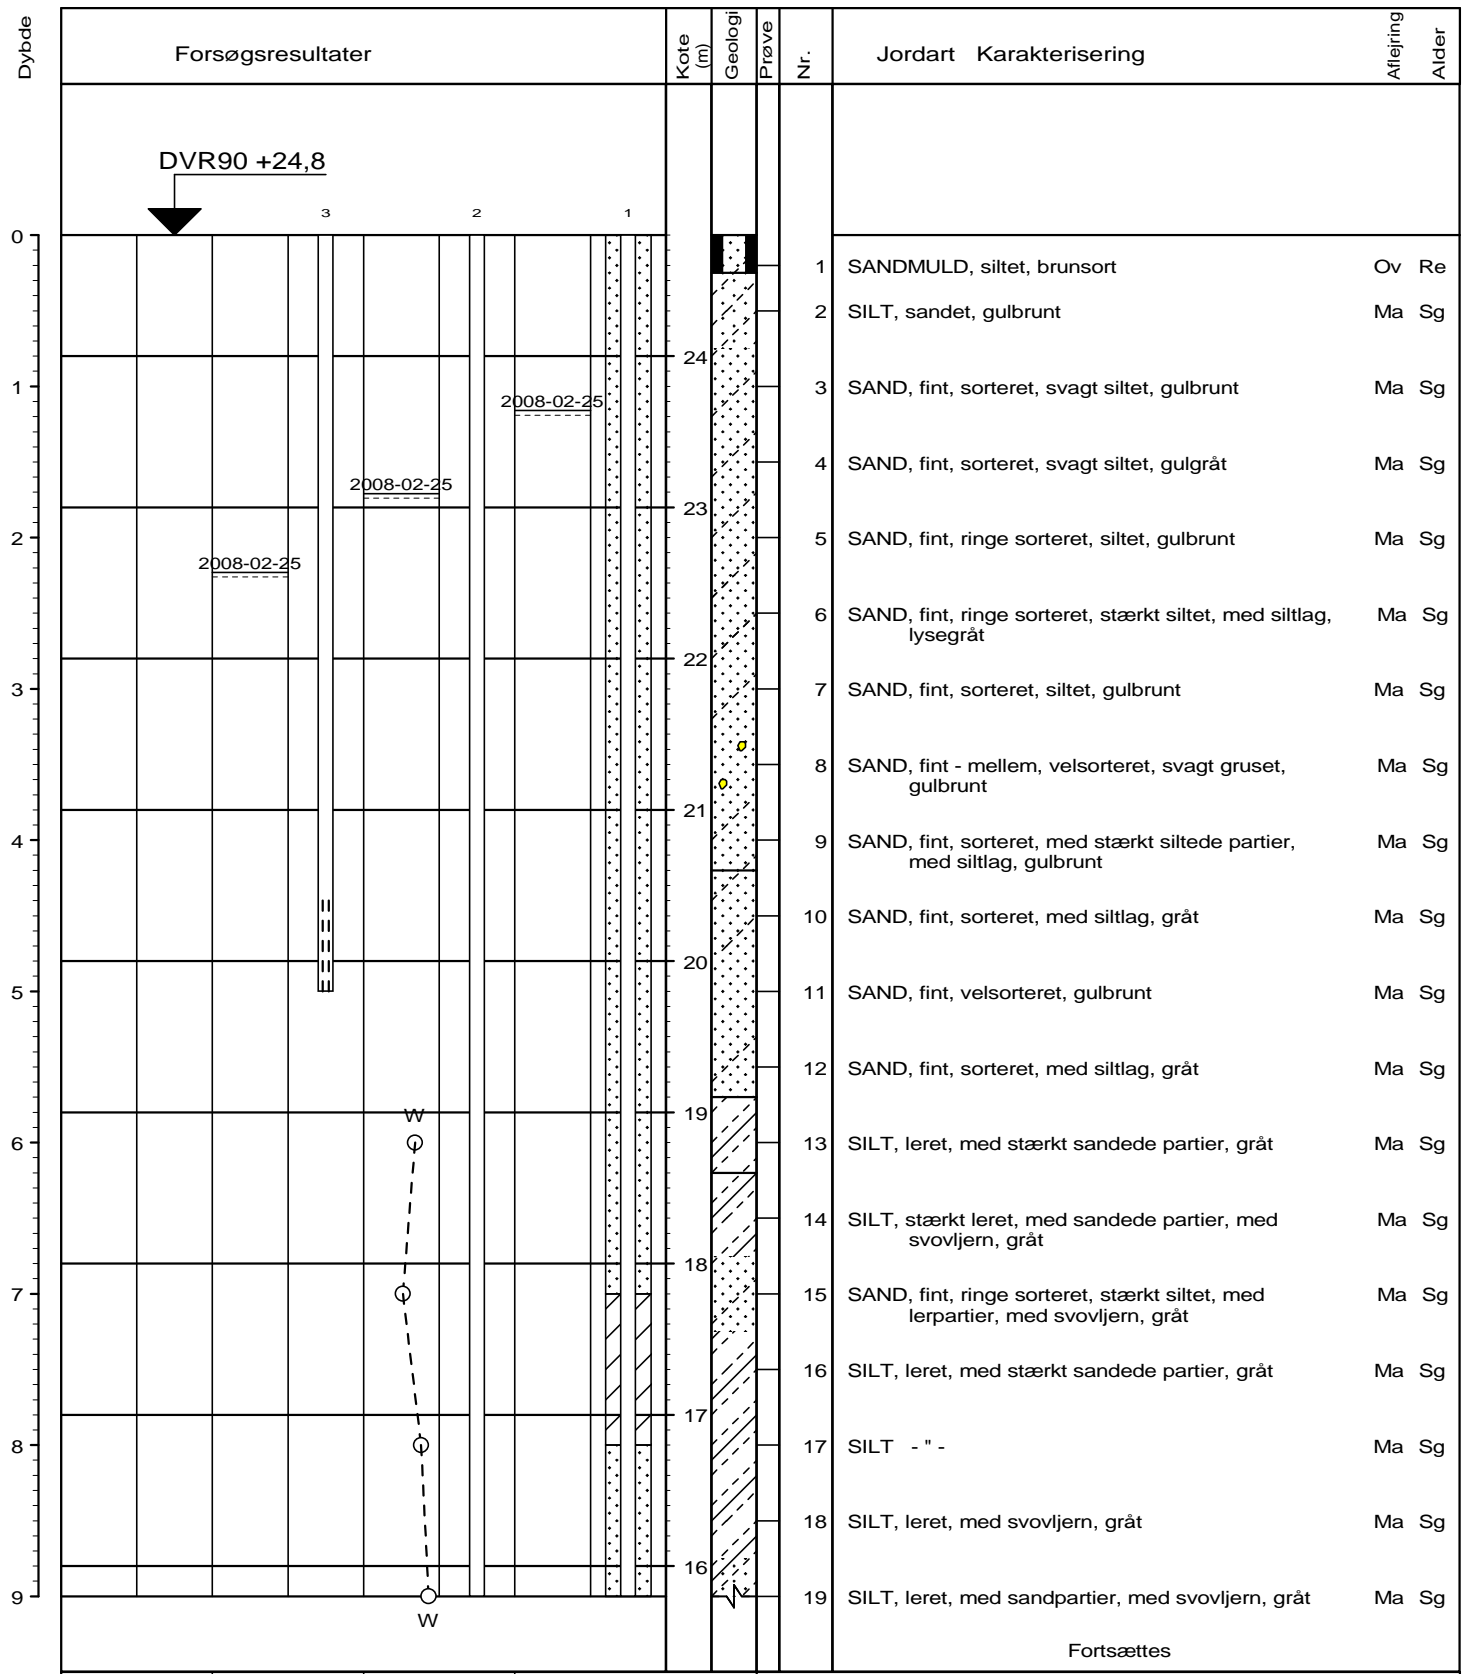 Dybde
Forsøgsresultater
Kote
(m)
Geologi
Prøve
Nr.
Jordart Karakterisering
Aflejring
Alder
DVR90 +24,8
3 2 1
0
1 SANDMULD, siltet, brunsort Ov Re
2 SILT, sandet, gulbrunt Ma Sg
24
1
3 SAND, fint, sorteret, svagt siltet, gulbrunt Ma Sg
2008-02-25
4 SAND, fint, sorteret, svagt siltet, gulgråt Ma Sg
2008-02-25
23
2
5 SAND, fint, ringe sorteret, siltet, gulbrunt Ma Sg
2008-02-25
6 SAND, fint, ringe sorteret, stærkt siltet, med siltlag, Ma Sg
lysegråt
22
3
7 SAND, fint, sorteret, siltet, gulbrunt Ma Sg
8 SAND, fint - mellem, velsorteret, svagt gruset, Ma Sg
gulbrunt
21
4
9 SAND, fint, sorteret, med stærkt siltede partier, Ma Sg
med siltlag, gulbrunt
10 SAND, fint, sorteret, med siltlag, gråt Ma Sg
20
5
11 SAND, fint, velsorteret, gulbrunt Ma Sg
12 SAND, fint, sorteret, med siltlag, gråt Ma Sg
W
19
6
13 SILT, leret, med stærkt sandede partier, gråt Ma Sg
14 SILT, stærkt leret, med sandede partier, med Ma Sg
svovljern, gråt
18
7
15 SAND, fint, ringe sorteret, stærkt siltet, med Ma Sg
lerpartier, med svovljern, gråt
16 SILT, leret, med stærkt sandede partier, gråt Ma Sg
17
8
17 SILT - " - Ma Sg
18 SILT, leret, med svovljern, gråt Ma Sg
16
9
19 SILT, leret, med sandpartier, med svovljern, gråt Ma Sg
W
Fortsættes